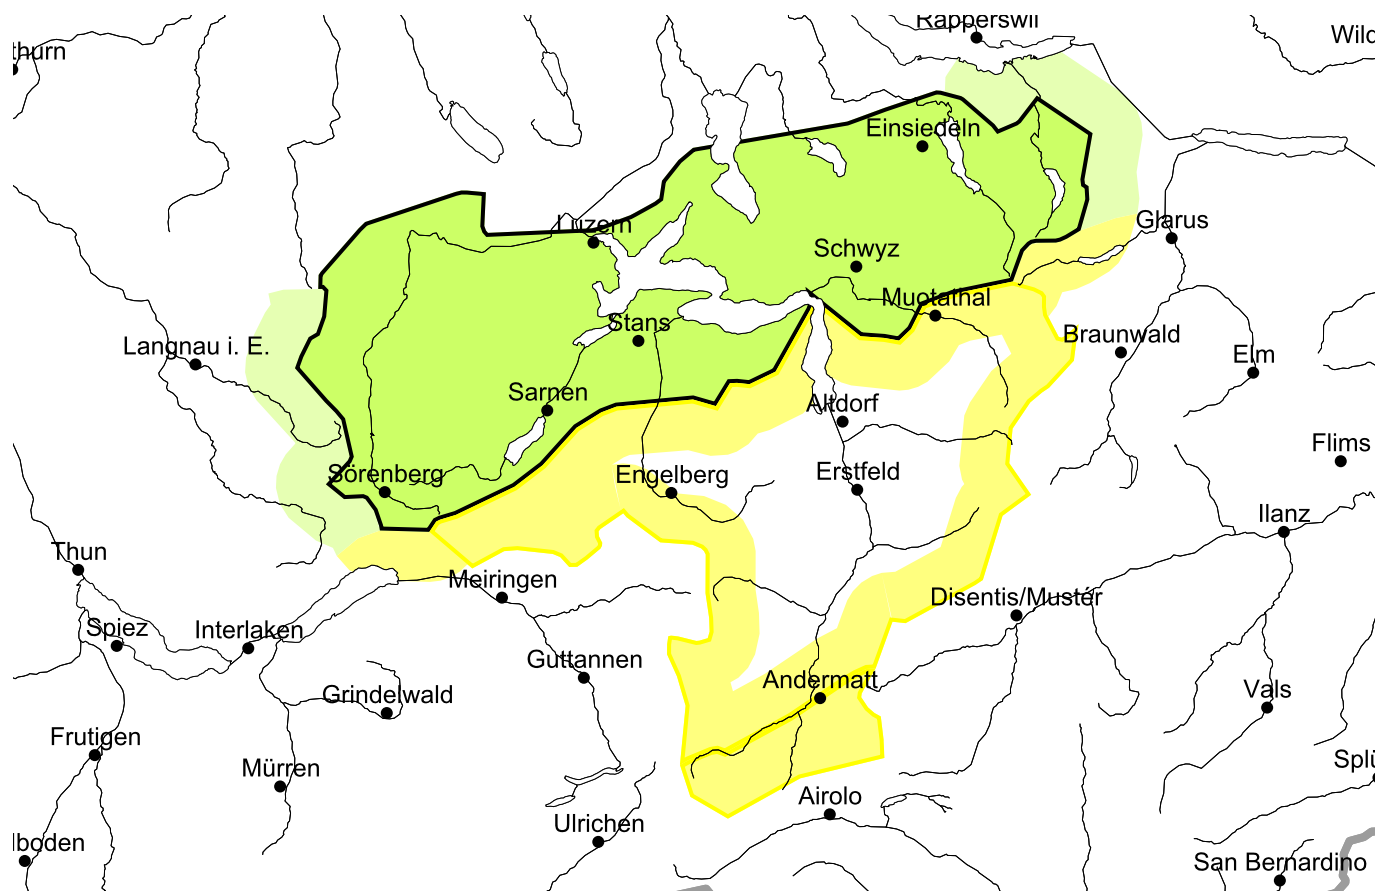 Rapperswil
thurn
Wild
Einsiedeln
Glarus
Luzern
Schwyz
Muotathal
Stans
Braunwald
Langnau i. E.
Elm
Sarnen
Altdorf
Flims
Sörenberg
Engelberg
Erstfeld
Ilanz
Thun
Meiringen
Disentis/Mustér
Spiez
Interlaken
Guttannen
Andermatt
Vals
Grindelwald
Frutigen
Mürren
Splü
Airolo
Ulrichen
lboden
San Bernardino